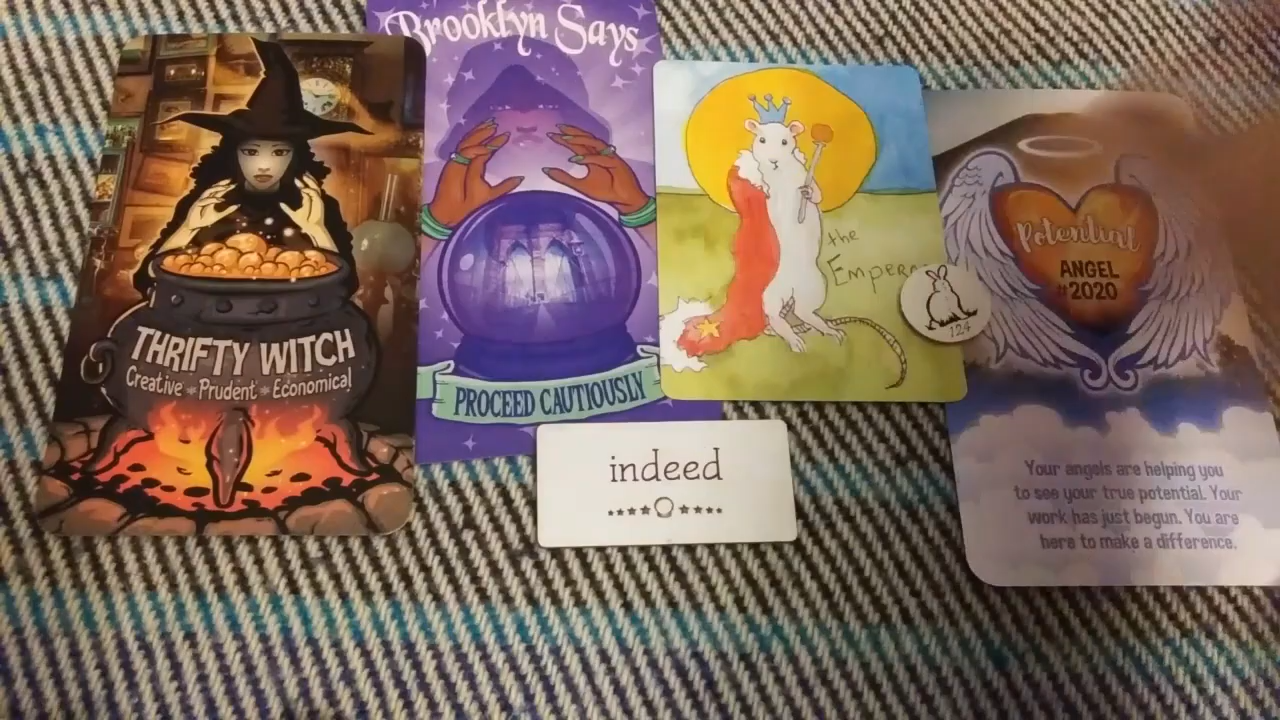 THRIFTY WITCH
Creative * Prudent * Economical
Brooklyn Says
PROCEED CAUTIOUSLY
the
Emperor
124
indeed
Potential
ANGEL
#2020
Your angels are helping you
to see your true potential. Your
work has just begun. You are
here to make a difference.